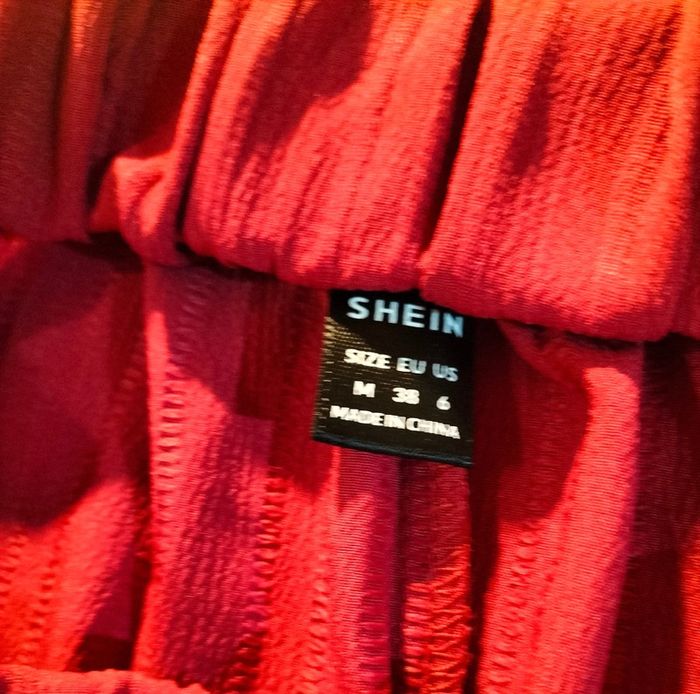 SHEIN
SIZE EU US
M 38 6
MADE IN CHINA